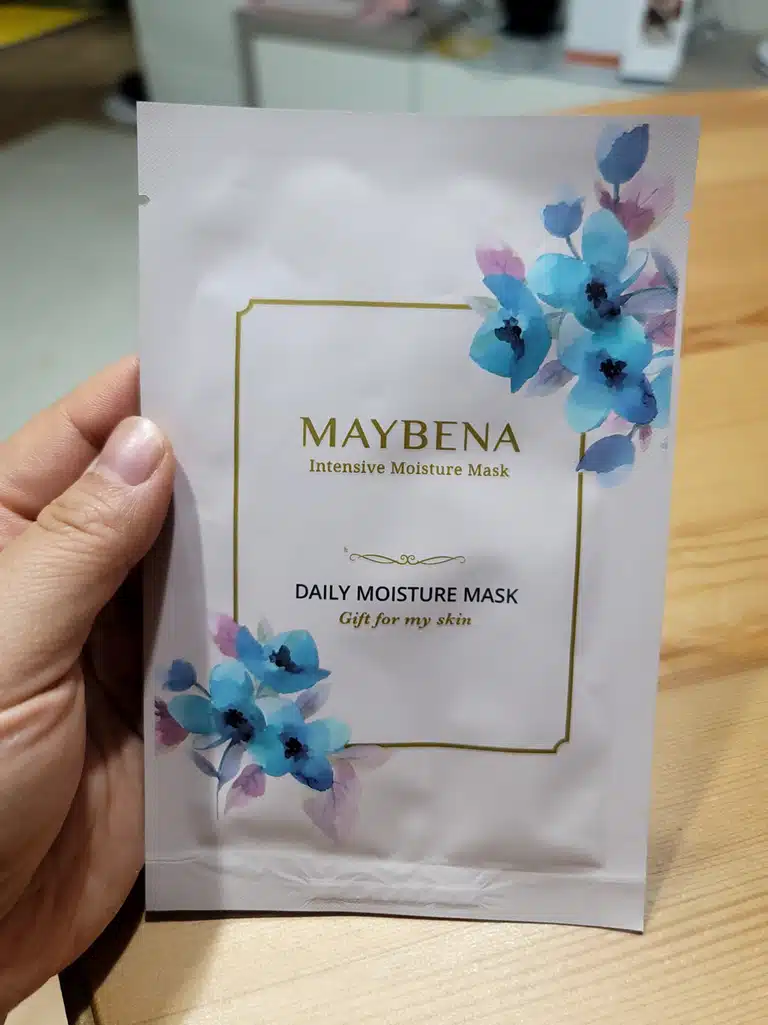 MAYBENA
Intensive Moisture Mask
DAILY MOISTURE MASK
Gift for my skin